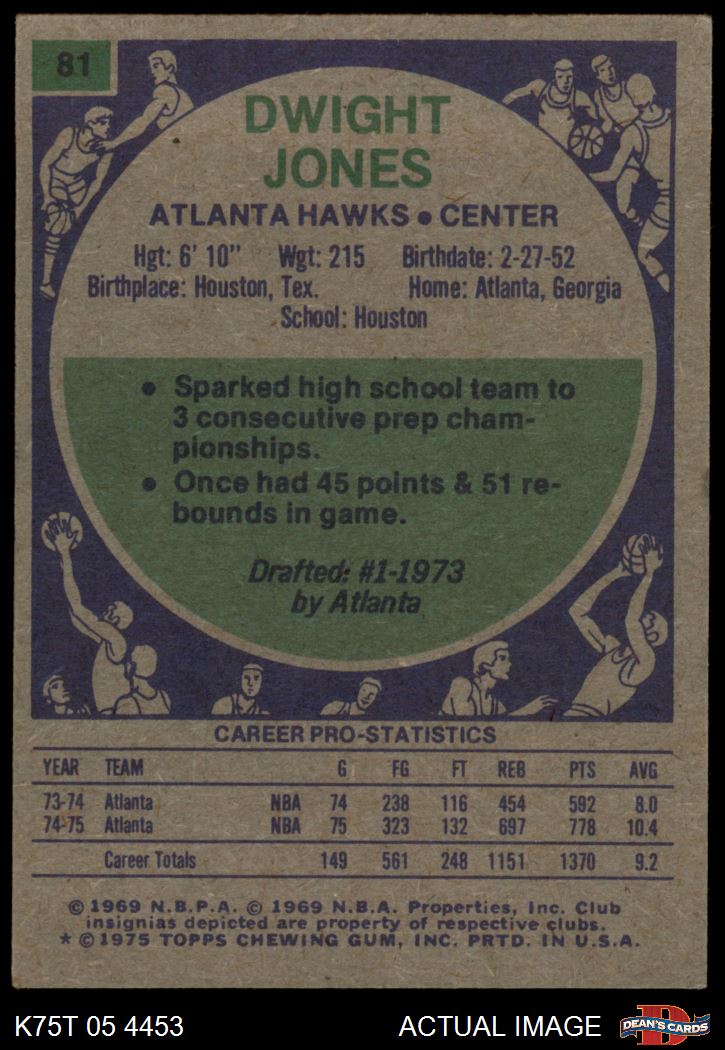 81
DWIGHT
JONES
ATLANTA HAWKS • CENTER
Hgt: 6' 10" Wgt: 215 Birthdate: 2-27-52
Birthplace: Houston, Tex. Home: Atlanta, Georgia
School: Houston
• Sparked high school team to
3 consecutive prep cham-
pionships.
• Once had 45 points & 51 re-
bounds in game.
Drafted: #1-1973
by Atlanta
CAREER PRO-STATISTICS
YEAR TEAM G FG FT REB PTS AVG
73-74 Atlanta NBA 74 238 116 454 592 8.0
74-75 Atlanta NBA 75 323 132 697 778 10.4
Career Totals 149 561 248 1151 1370 9.2
© 1969 N.B.P.A. © 1969 N.B.A. Properties, Inc. Club
insignias depicted are property of respective clubs.
* © 1975 TOPPS CHEWING GUM, INC. PRTD. IN U.S.A.
K75T 05 4453 ACTUAL IMAGE
D
DEAN'S CARDS